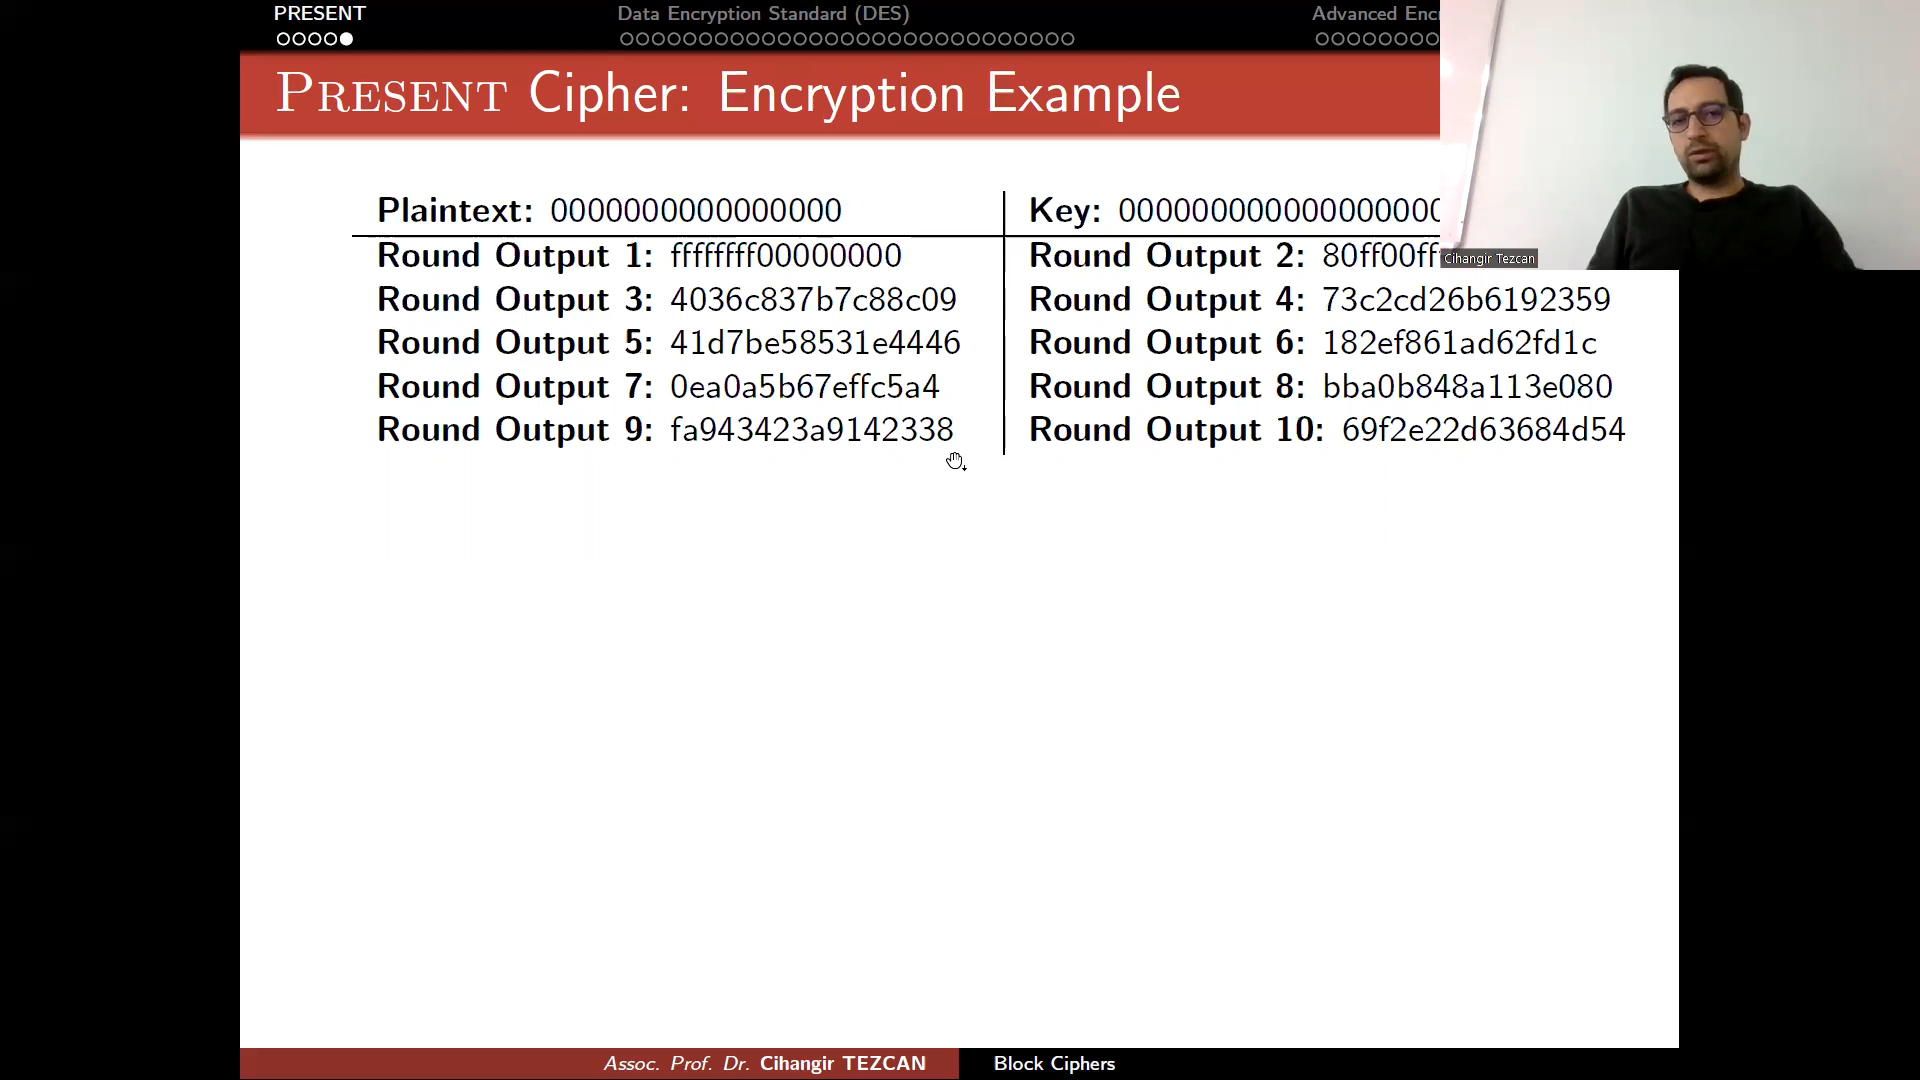 PRESENT
Data Encryption Standard (DES)
Advanced Encr
PRESENT Cipher: Encryption Example
Plaintext: 0000000000000000
Key: 000000000000000000
Round Output 1: ffffffff00000000
Round Output 2: 80ff00ff
Round Output 3: 4036c837b7c88c09
Round Output 4: 73c2cd26b6192359
Round Output 5: 41d7be58531e4446
Round Output 6: 182ef861ad62fd1c
Round Output 7: 0ea0a5b67effc5a4
Round Output 8: bba0b848a113e080
Round Output 9: fa943423a9142338
Round Output 10: 69f2e22d63684d54
Cihangir Tezcan
Assoc. Prof. Dr. Cihangir TEZCAN
Block Ciphers